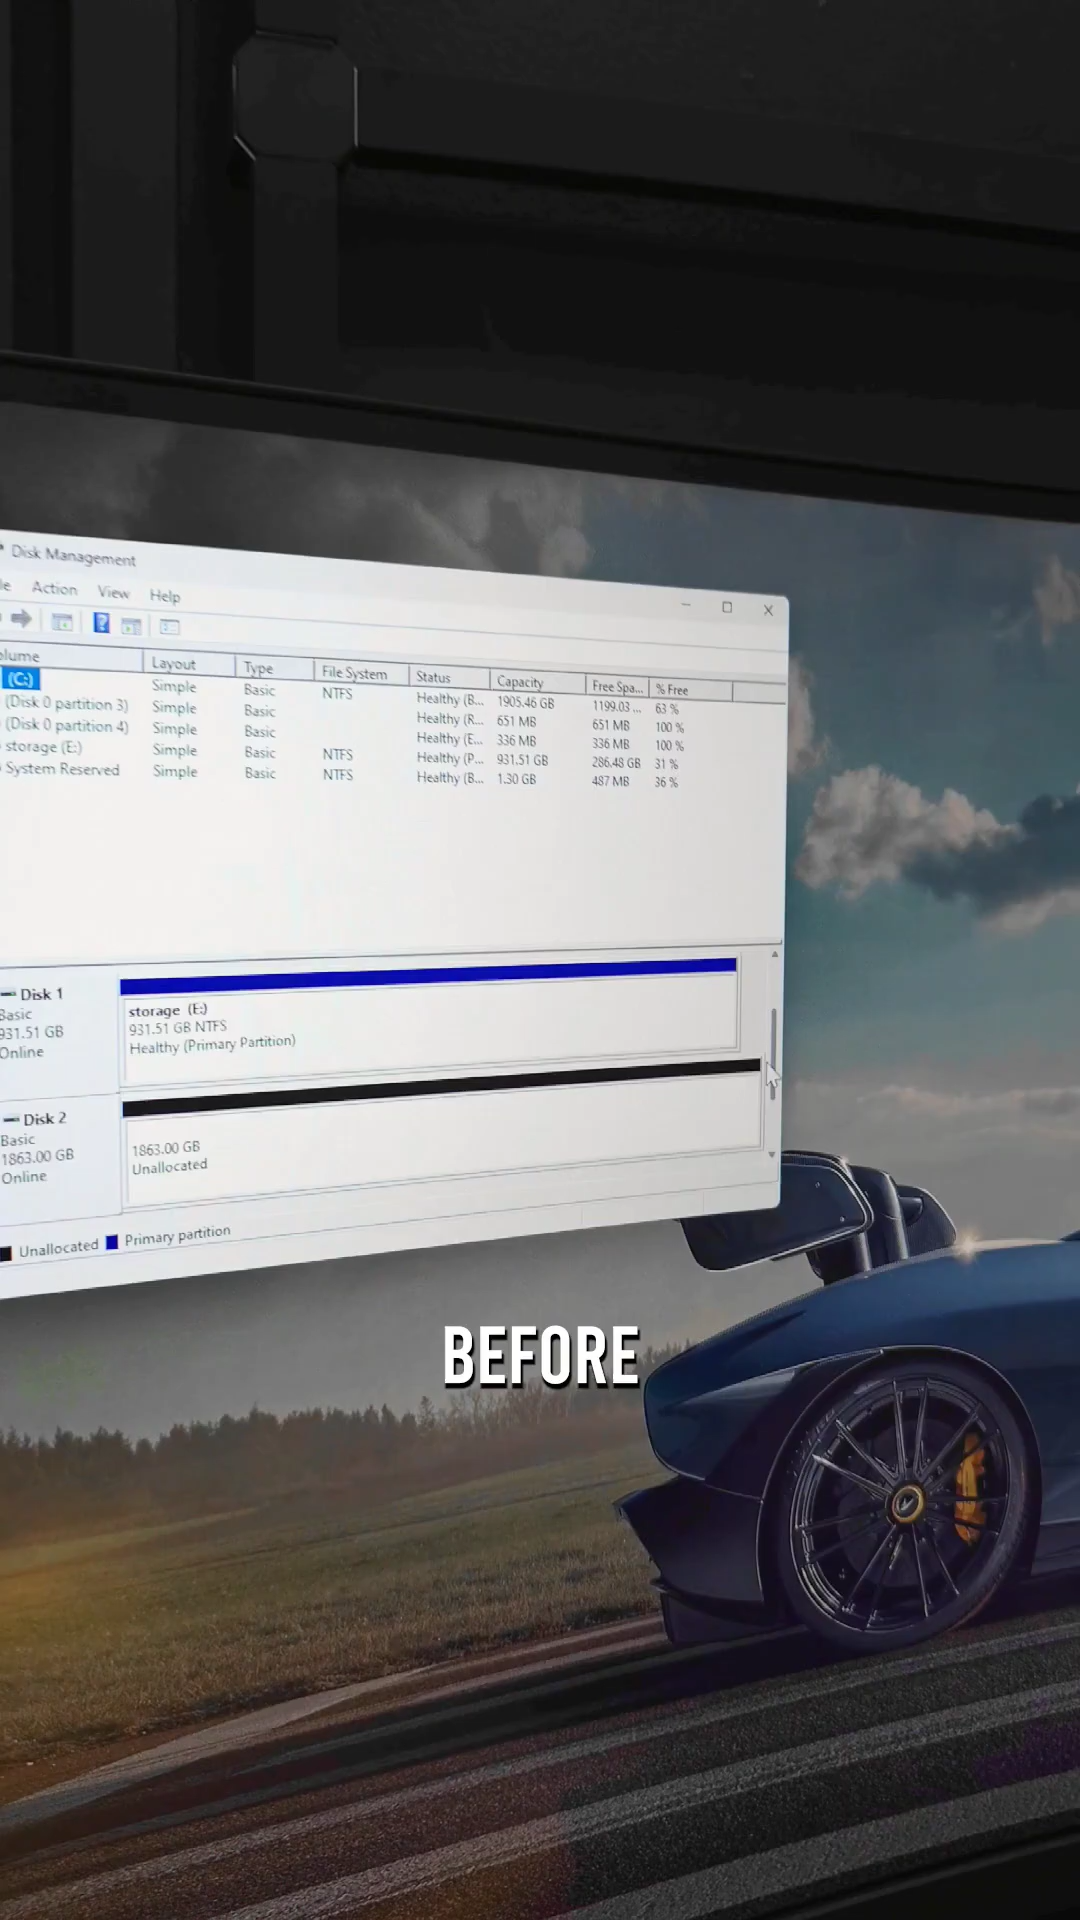 Disk Management
Action View Help
Layout Type File System Status Capacity Free Spa... % Free
(C:) Simple Basic NTFS Healthy (B... 1905.46 GB 1199.03 ... 63 %
(Disk 0 partition 3) Simple Basic Healthy (R... 651 MB 651 MB 100 %
(Disk 0 partition 4) Simple Basic Healthy (E... 336 MB 336 MB 100 %
storage (E:) Simple Basic NTFS Healthy (P... 931.51 GB 286.48 GB 31 %
System Reserved Simple Basic NTFS Healthy (B... 1.30 GB 487 MB 36 %
Disk 1
Basic
931.51 GB
Online
storage (E:)
931.51 GB NTFS
Healthy (Primary Partition)
Disk 2
Basic
1863.00 GB
Online
1863.00 GB
Unallocated
Unallocated Primary partition
BEFORE